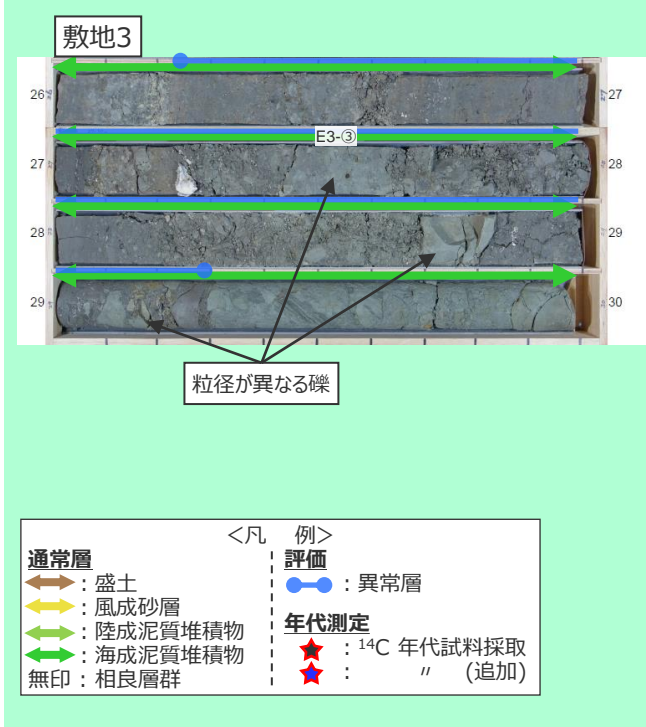 敷地3
26 27
E3-③
27 28
28 29
29 30
粒径が異なる礫
<凡 例>
通常層
：盛土
：風成砂層
：陸成泥質堆積物
：海成泥質堆積物
無印：相良層群
評価
：異常層
年代測定
：14C 年代試料採取
： 〃 (追加)